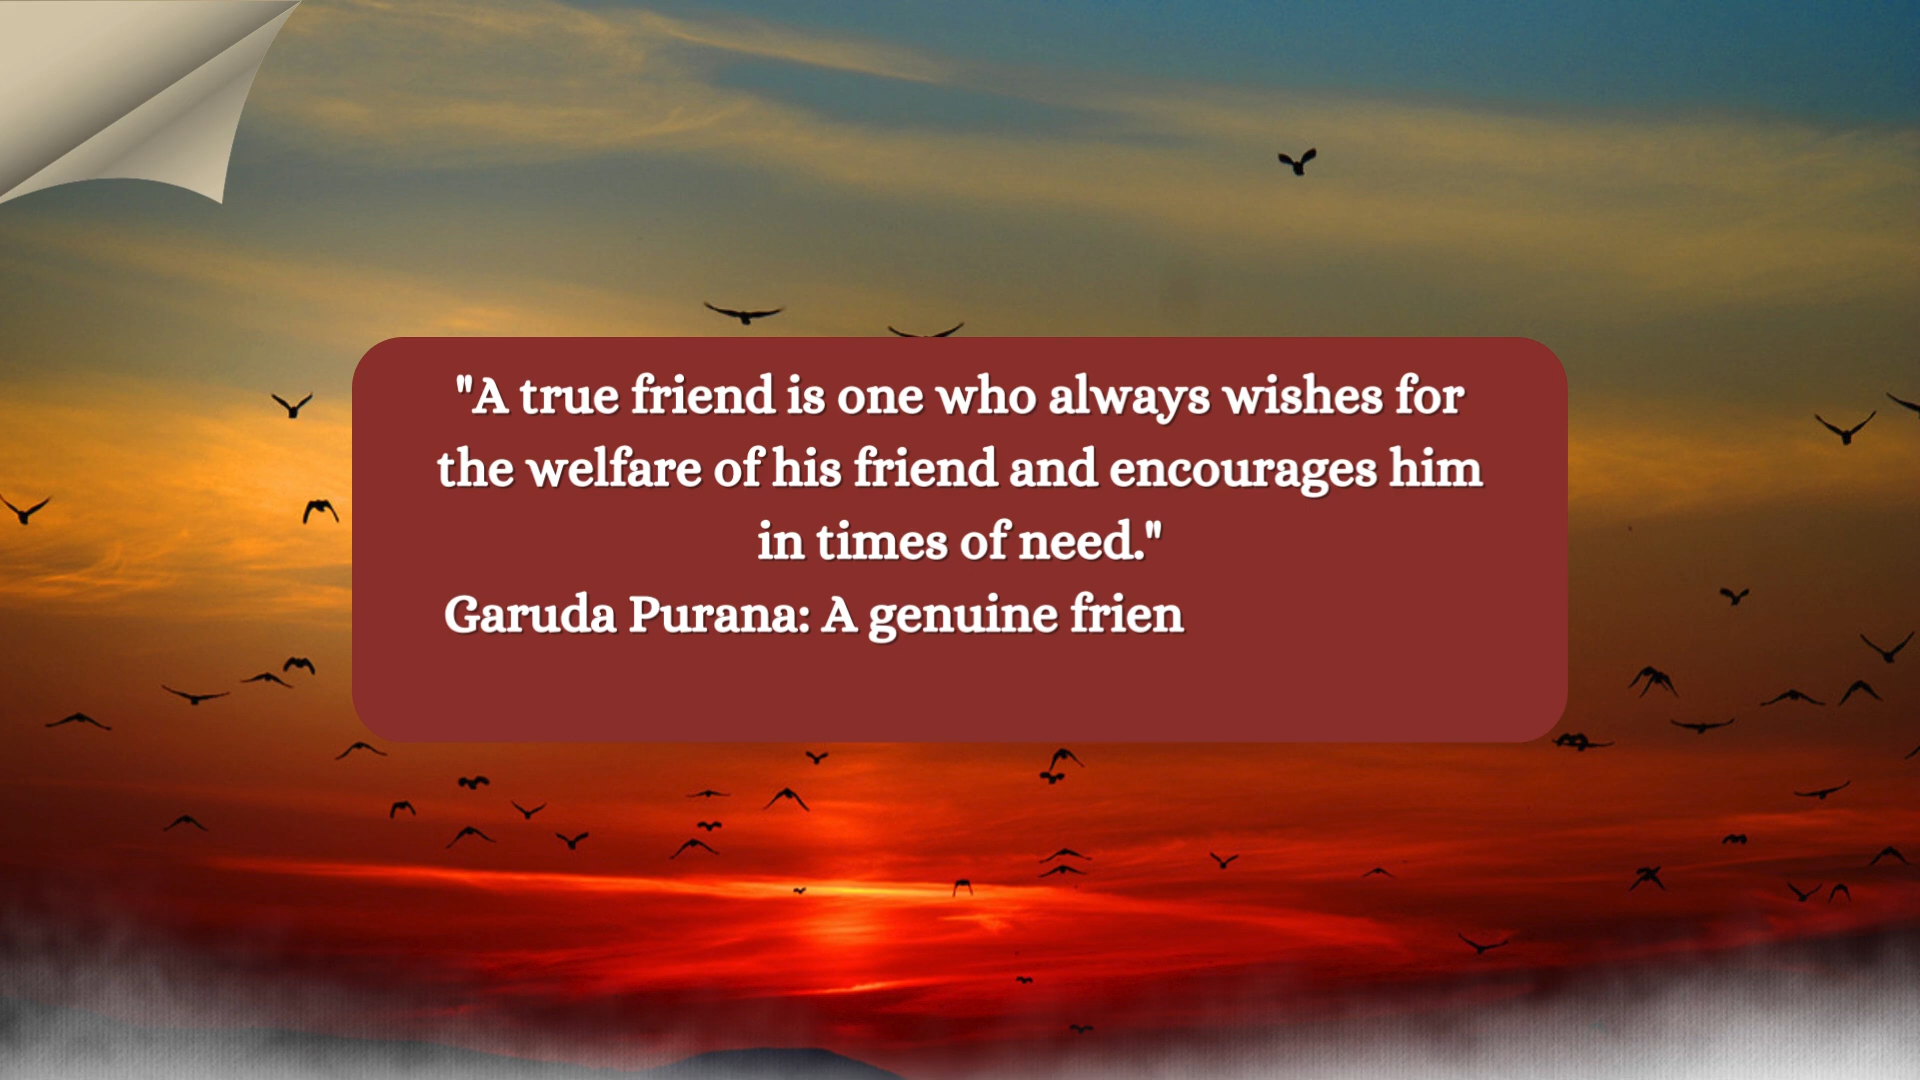 "A true friend is one who always wishes for
the welfare of his friend and encourages him
in times of need."
Garuda Purana: A genuine frien